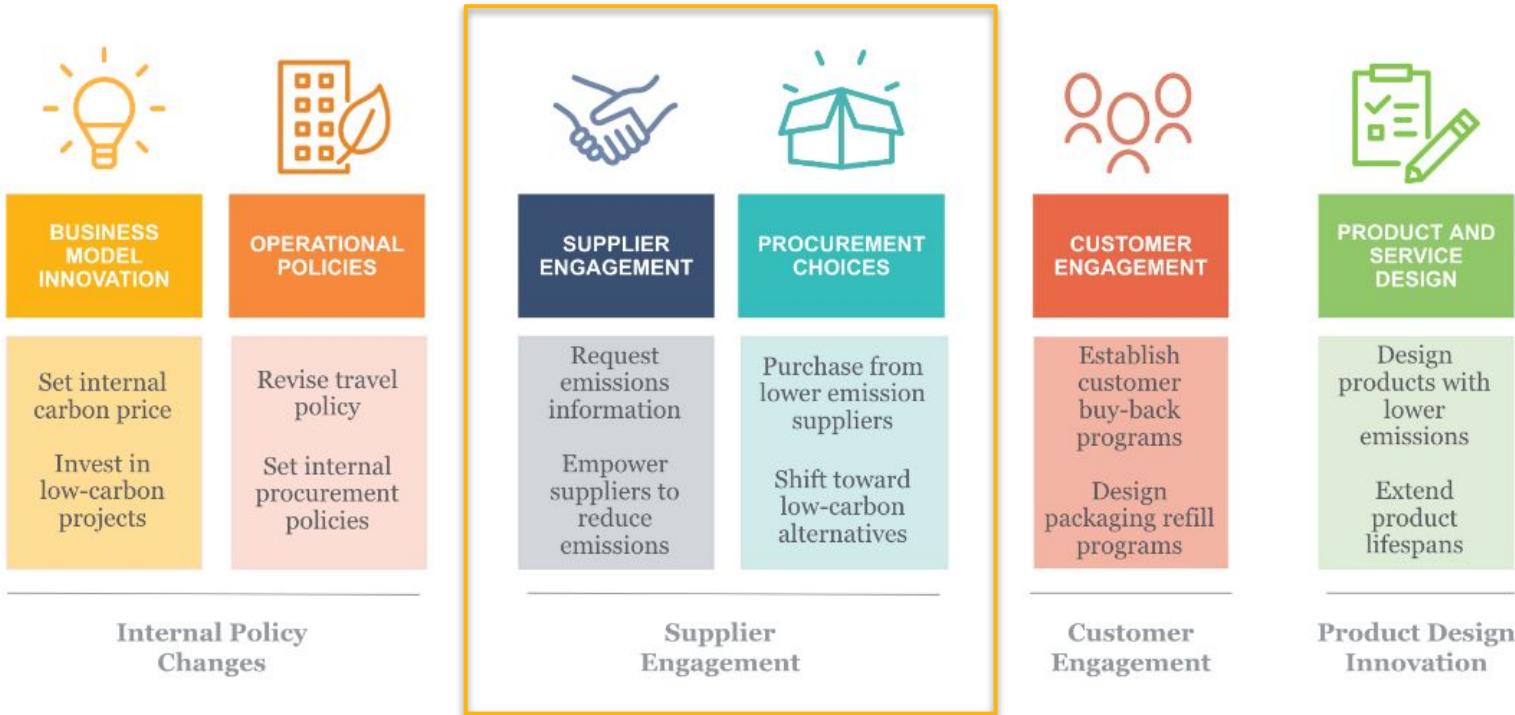 BUSINESS
MODEL
INNOVATION
Set internal
carbon price
Invest in
low-carbon
projects
OPERATIONAL
POLICIES
Revise travel
policy
Set internal
procurement
policies
Internal Policy
Changes
SUPPLIER
ENGAGEMENT
Request
emissions
information
Empower
suppliers to
reduce
emissions
PROCUREMENT
CHOICES
Purchase from
lower emission
suppliers
Shift toward
low-carbon
alternatives
Supplier
Engagement
CUSTOMER
ENGAGEMENT
Establish
customer
buy-back
programs
Design
packaging refill
programs
Customer
Engagement
PRODUCT AND
SERVICE
DESIGN
Design
products with
lower
emissions
Extend
product
lifespans
Product Design
Innovation